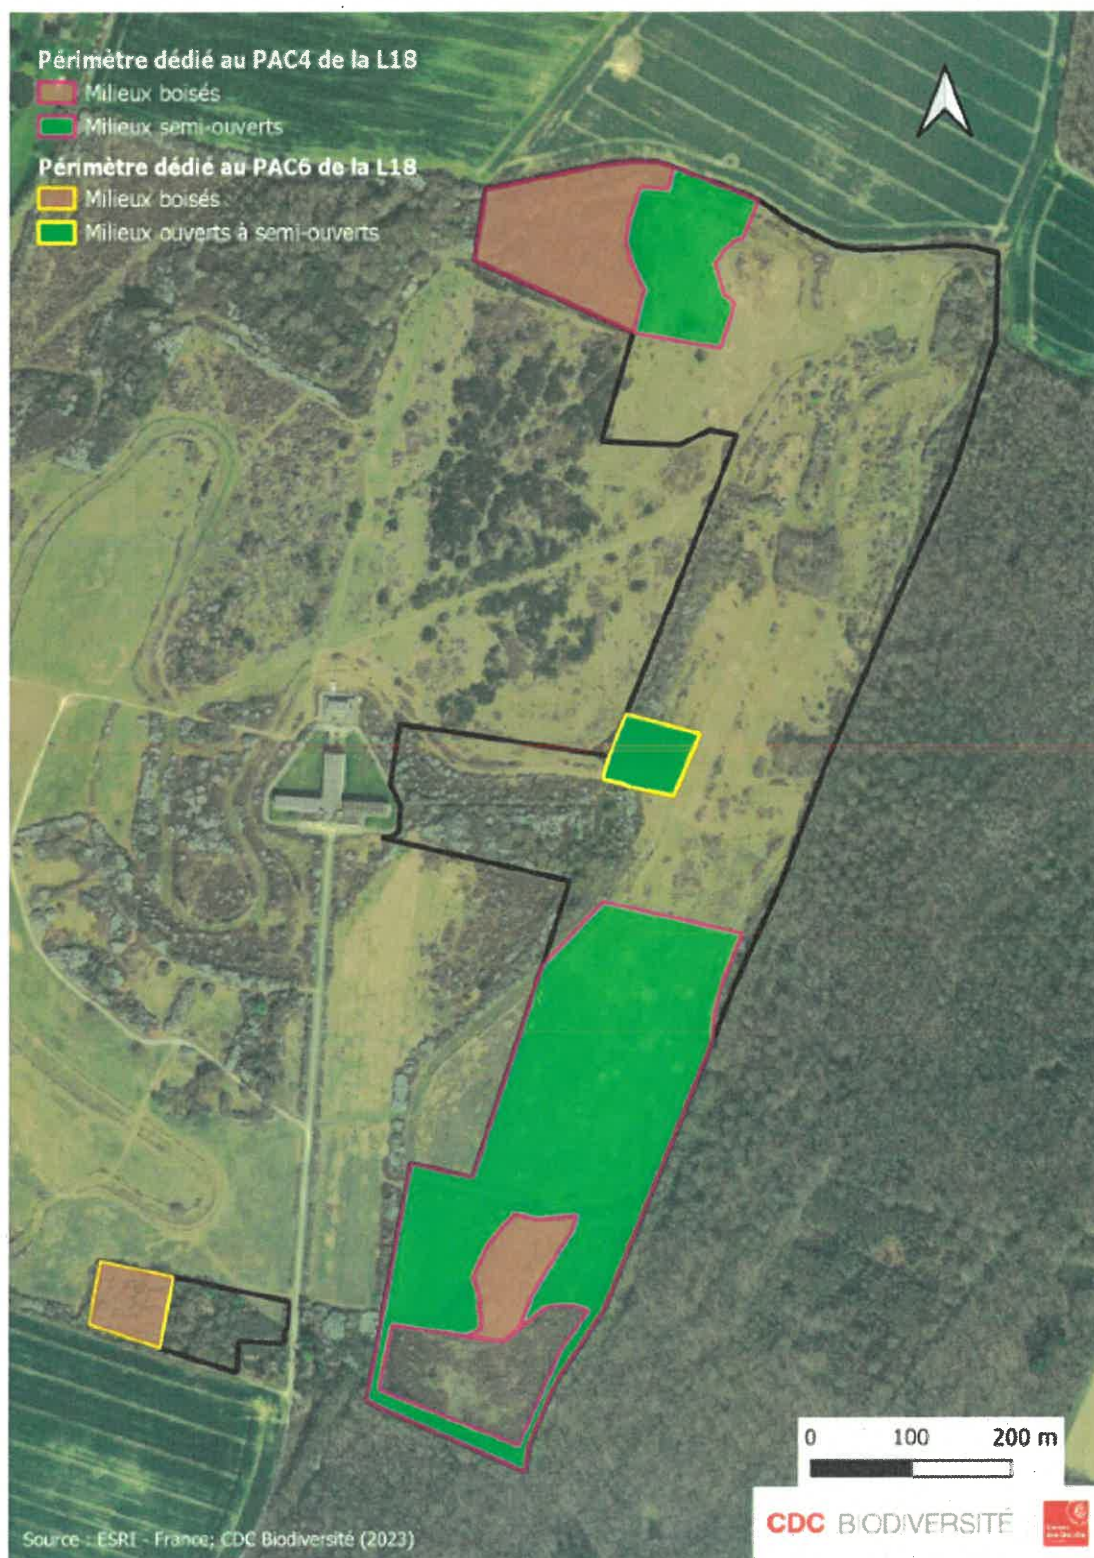 Périmètre dédié au PAC4 de la L18
Milieux boisés
Milieux semi-ouverts
Périmètre dédié au PAC6 de la L18
Milieux boisés
Milieux ouverts à semi-ouverts
0 100 200 m
CDC BIODIVERSITÉ
Source : ESRI - France; CDC Biodiversité (2023)